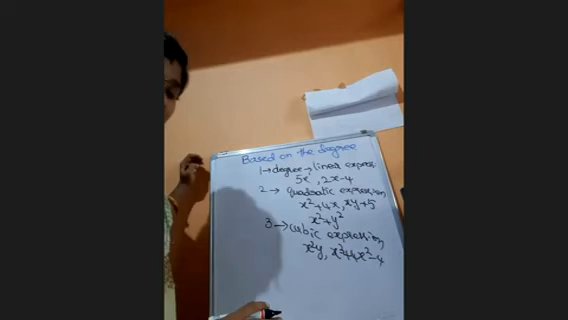 Based on the degree
1→degree→linear express.
5x, 2x-4
2 → quadratic expression
x²+4x, xy+5
x²+y²
3 →cubic expression
x²y, x³+4x²-4